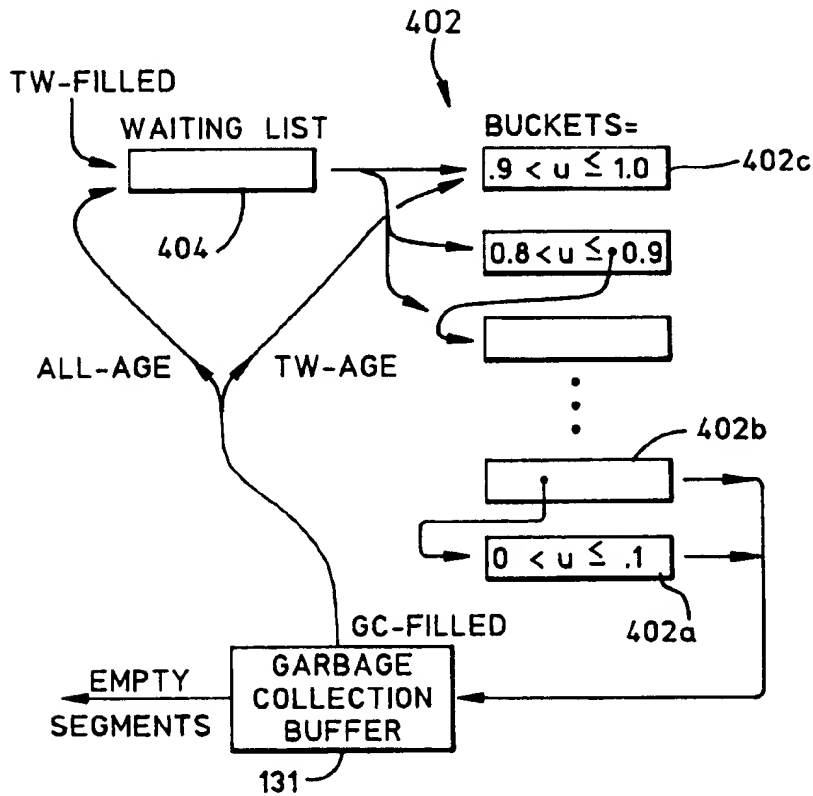 402
TW-FILLED
WAITING LIST
BUCKETS=
.9 < u ≤ 1.0
402c
404
0.8 < u ≤ 0.9
ALL-AGE
TW-AGE
402b
0 < u ≤ .1
402a
GC-FILLED
GARBAGE
COLLECTION
BUFFER
EMPTY
SEGMENTS
131